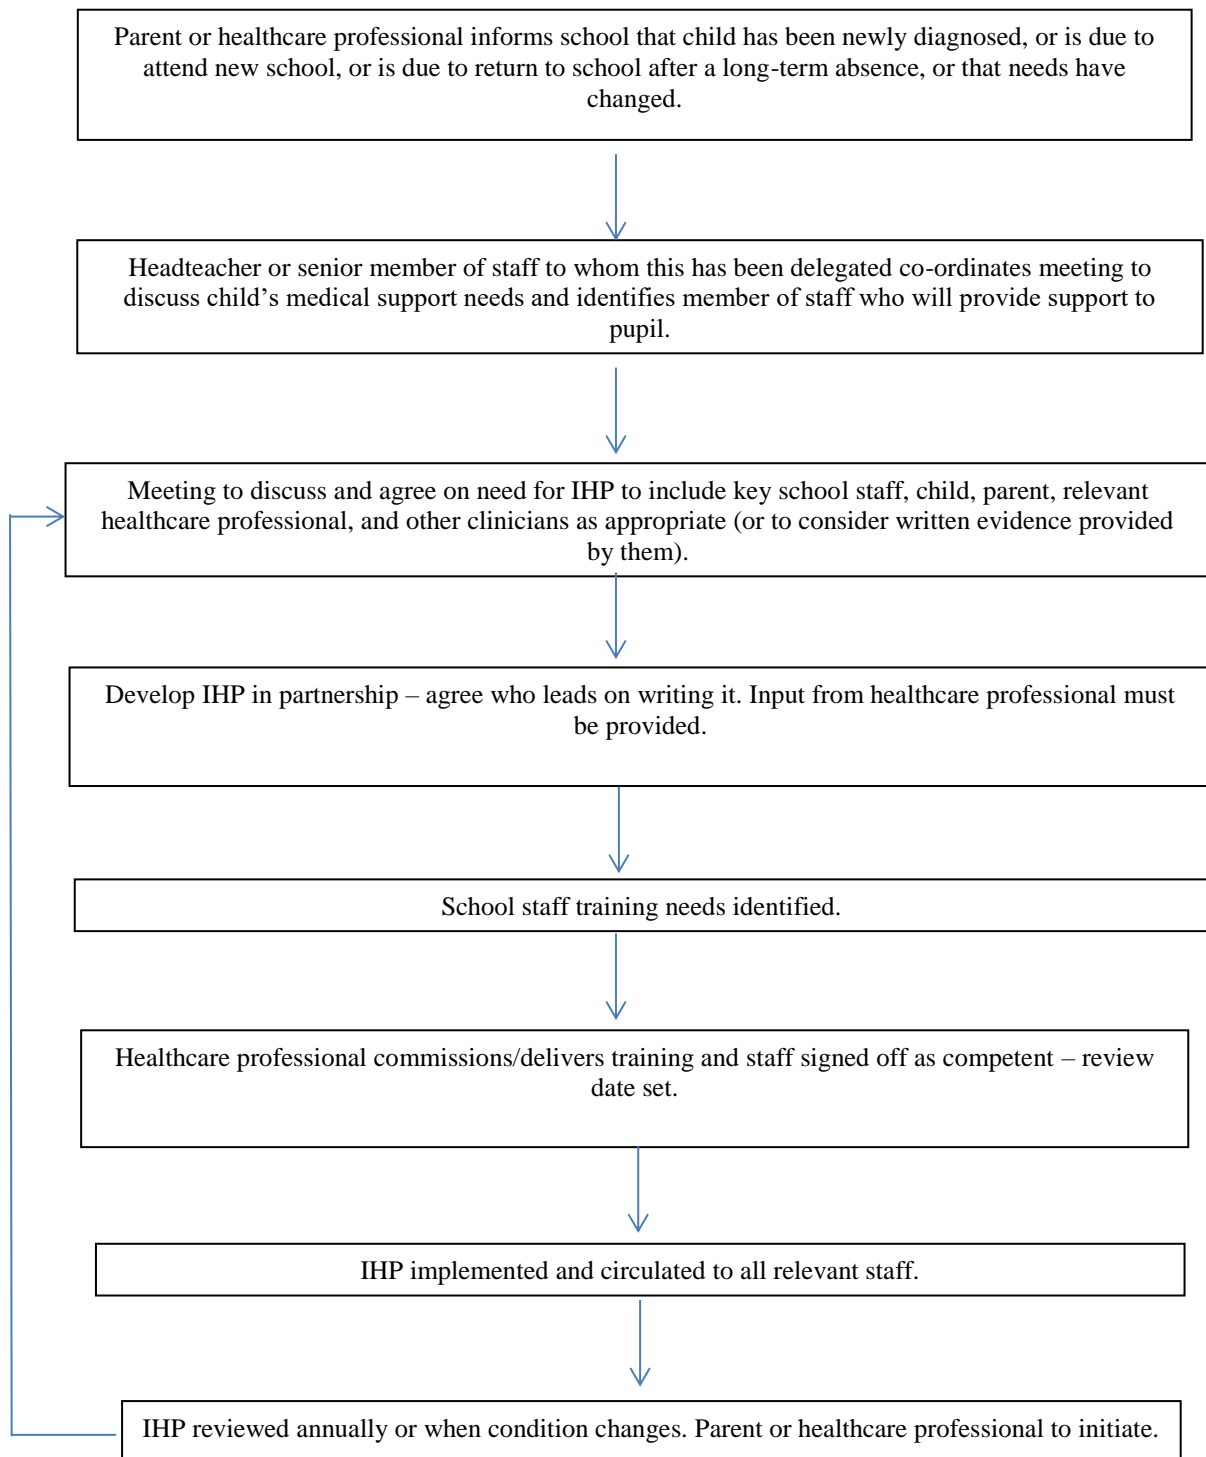 Parent or healthcare professional informs school that child has been newly diagnosed, or is due to
attend new school, or is due to return to school after a long-term absence, or that needs have
changed.
Headteacher or senior member of staff to whom this has been delegated co-ordinates meeting to
discuss child’s medical support needs and identifies member of staff who will provide support to
pupil.
Meeting to discuss and agree on need for IHP to include key school staff, child, parent, relevant
healthcare professional, and other clinicians as appropriate (or to consider written evidence provided
by them).
Develop IHP in partnership – agree who leads on writing it. Input from healthcare professional must
be provided.
School staff training needs identified.
Healthcare professional commissions/delivers training and staff signed off as competent – review
date set.
IHP implemented and circulated to all relevant staff.
IHP reviewed annually or when condition changes. Parent or healthcare professional to initiate.